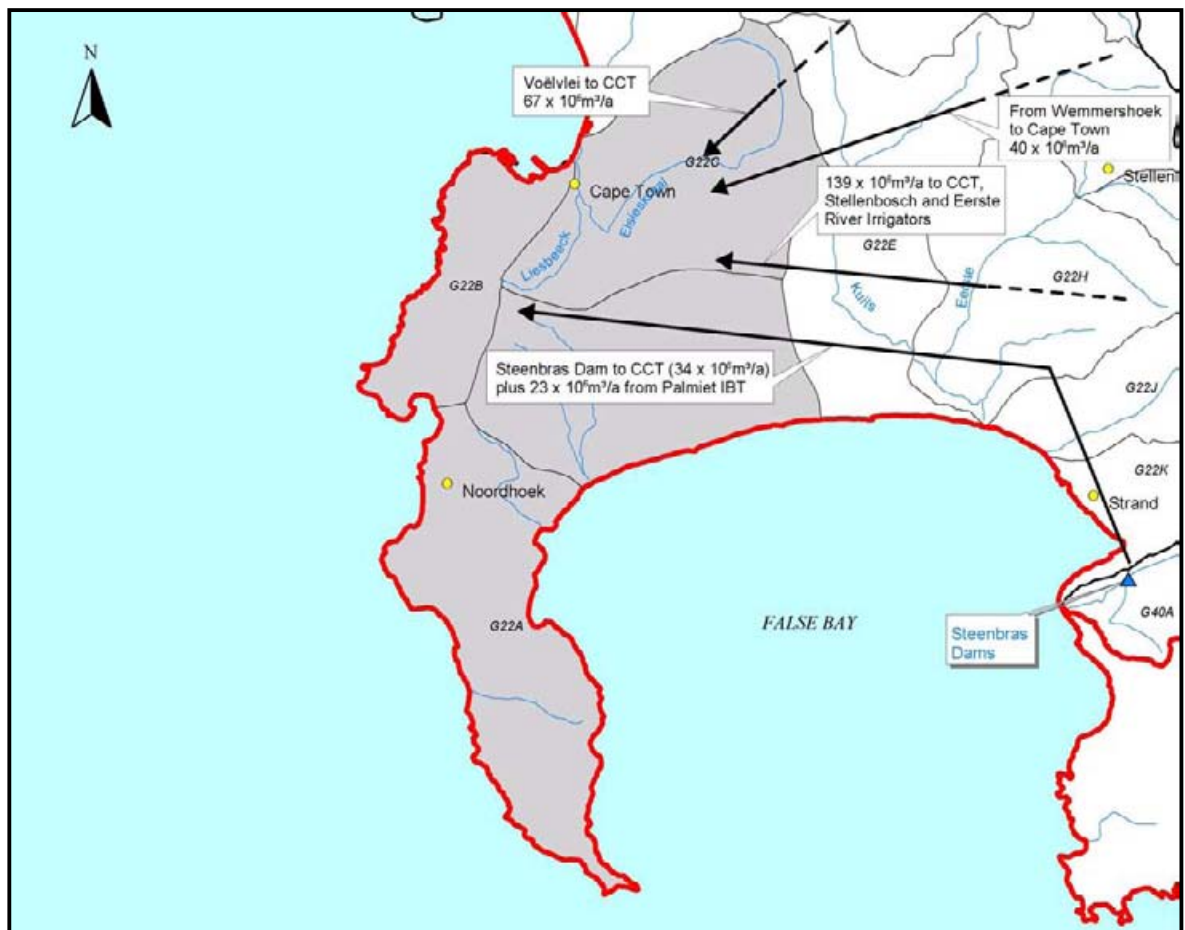 N
Voëlvlei to CCT
67 x 10⁶m³/a
From Wemmershoek
to Cape Town
40 x 10⁶m³/a
G22C
Cape Town
Elsieskraal
Liesbeeck
139 x 10⁶m³/a to CCT,
Stellenbosch and Eerste
River Irrigators
G22E
G22B
Kuils
Eerste
G22H
Steenbras Dam to CCT (34 x 10⁶m³/a)
plus 23 x 10⁶m³/a from Palmiet IBT
G22J
G22K
Noordhoek
Strand
G22A
FALSE BAY
G40A
Steenbras
Dams